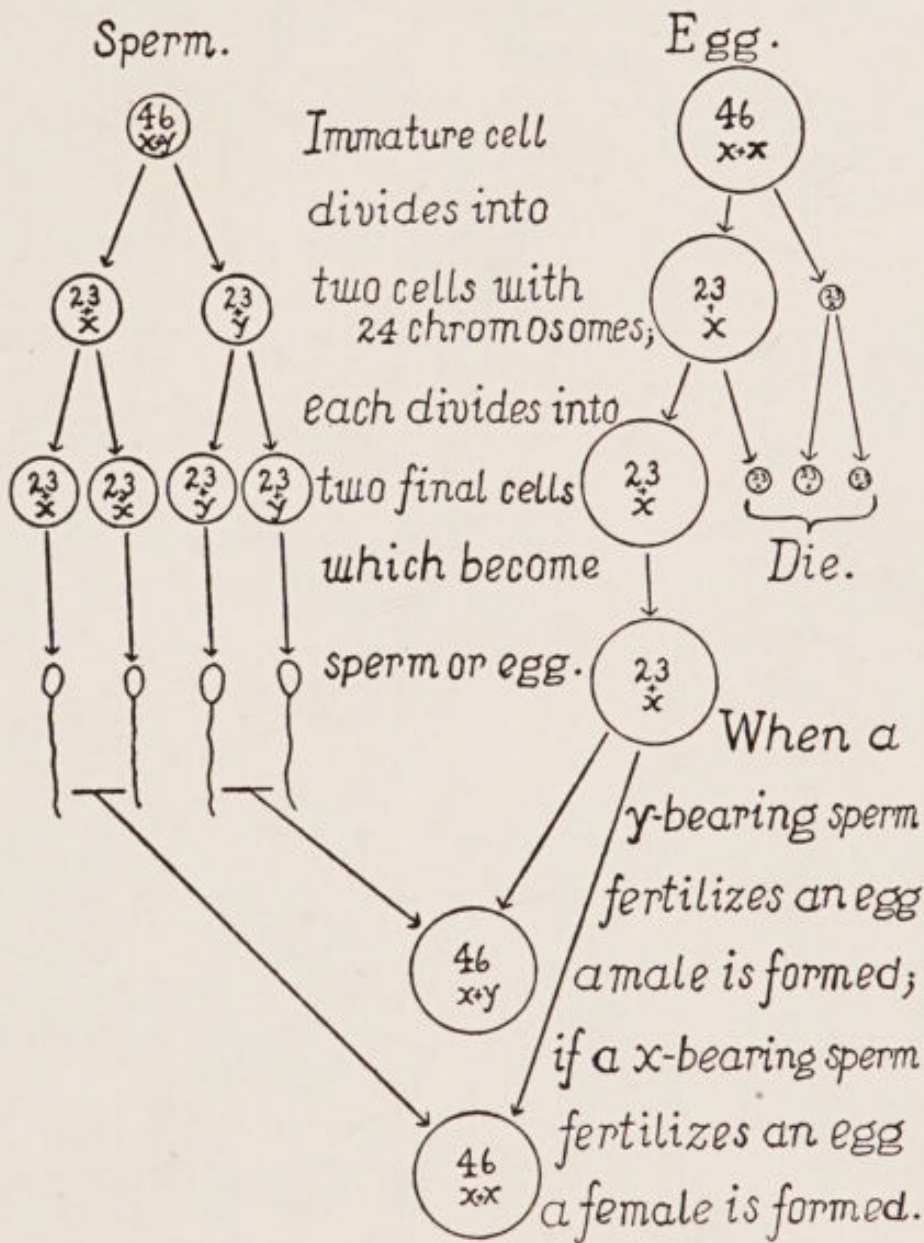 Sperm.
Egg.
46
x+y
46
x+x
Immature cell
divides into
two cells with
24 chromosomes;
23
+
x
23
+
y
23
+
x
each divides into
two final cells
which become
sperm or egg.
23
+
x
23
+
x
23
+
y
23
+
y
23
+
x
Die.
23
+
x
When a
y-bearing sperm
fertilizes an egg
a male is formed;
if a x-bearing sperm
fertilizes an egg
a female is formed.
46
x+y
46
x+x